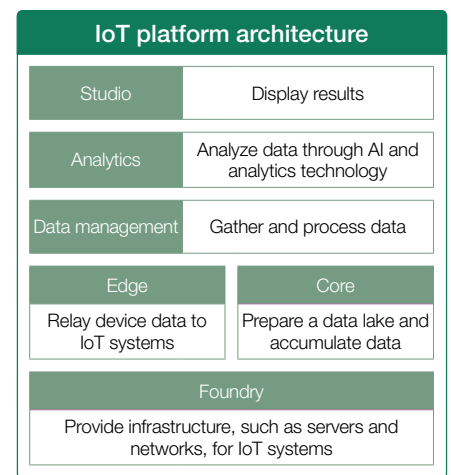 IoT platform architecture
Studio
Display results
Analytics
Analyze data through AI and
analytics technology
Data management
Gather and process data
Edge
Relay device data to
IoT systems
Core
Prepare a data lake and
accumulate data
Foundry
Provide infrastructure, such as servers and
networks, for IoT systems